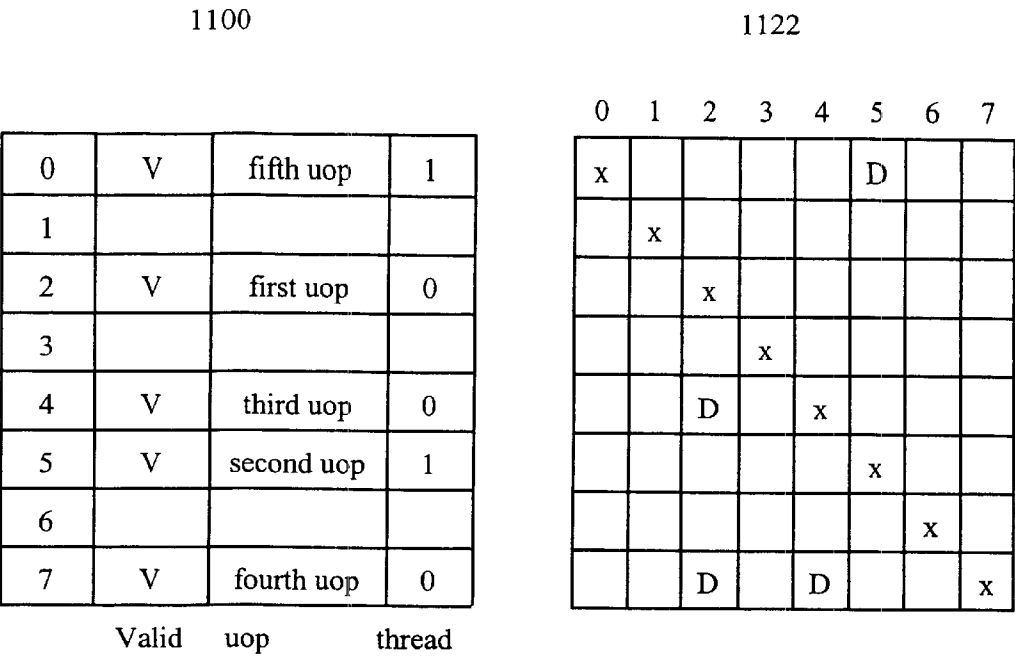 1100
1122
0 1 2 3 4 5 6 7
0 V fifth uop 1
1
2 V first uop 0
3
4 V third uop 0
5 V second uop 1
6
7 V fourth uop 0
Valid uop thread
x D
x
x
x
D x
x
x
D D x